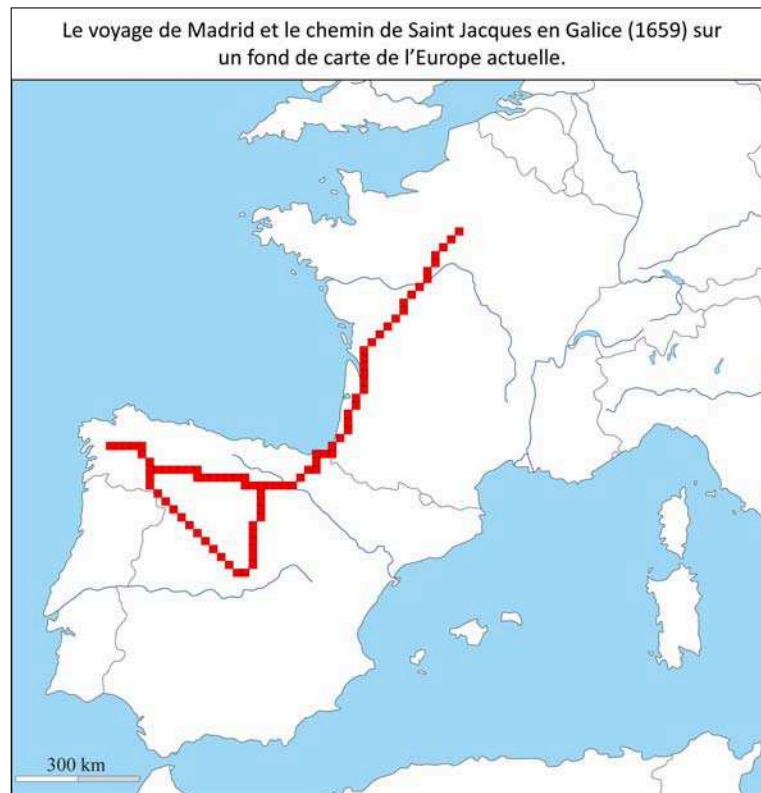 Le voyage de Madrid et le chemin de Saint Jacques en Galice (1659) sur
un fond de carte de l’Europe actuelle.
300 km